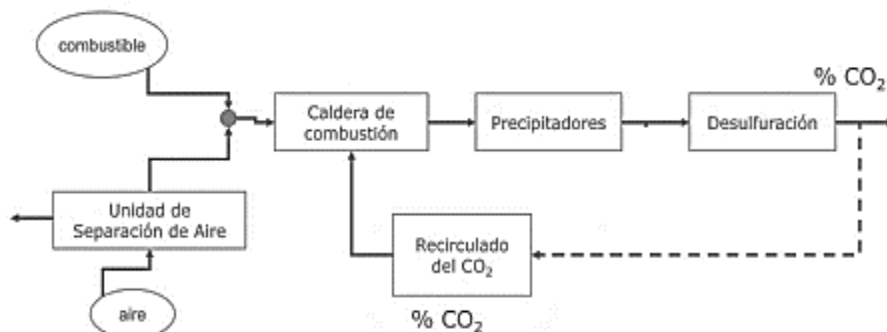 combustible
% CO₂
Caldera de
combustión
Precipitadores
Desulfuración
Unidad de
Separación de Aire
Recirculado
del CO₂
aire
% CO₂